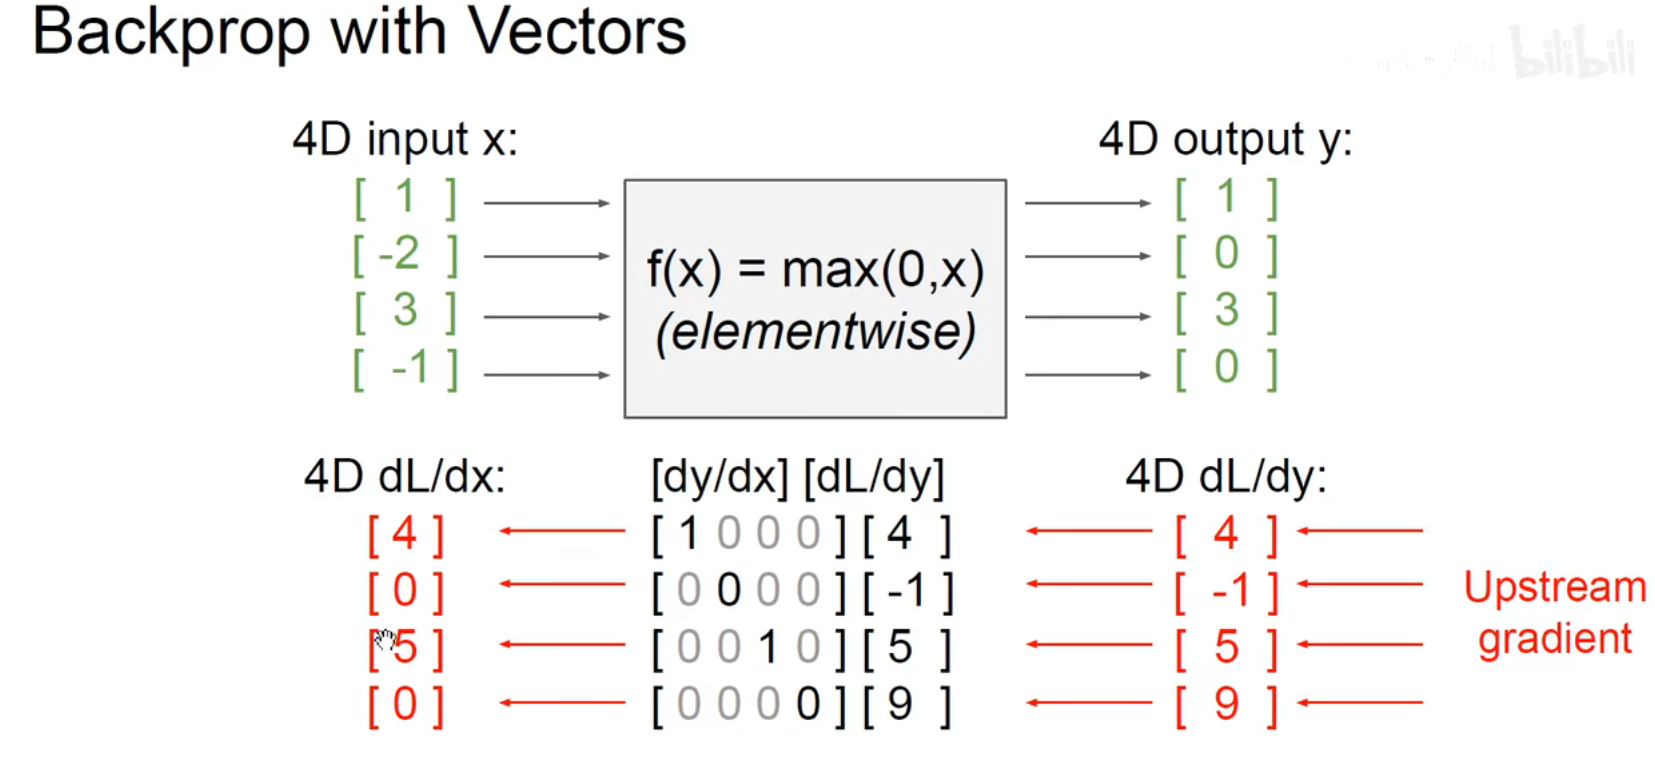 Backprop with Vectors
bilibili
4D input x:
4D output y:
[ 1 ]
[ -2 ]
[ 3 ]
[ -1 ]
f(x) = max(0,x)
(elementwise)
[ 1 ]
[ 0 ]
[ 3 ]
[ 0 ]
4D dL/dx:
[dy/dx] [dL/dy]
4D dL/dy:
[ 4 ]
[ 0 ]
[ 5 ]
[ 0 ]
[ 1 0 0 0 ] [ 4 ]
[ 0 0 0 0 ] [ -1 ]
[ 0 0 1 0 ] [ 5 ]
[ 0 0 0 0 ] [ 9 ]
[ 4 ]
[ -1 ]
[ 5 ]
[ 9 ]
Upstream
gradient